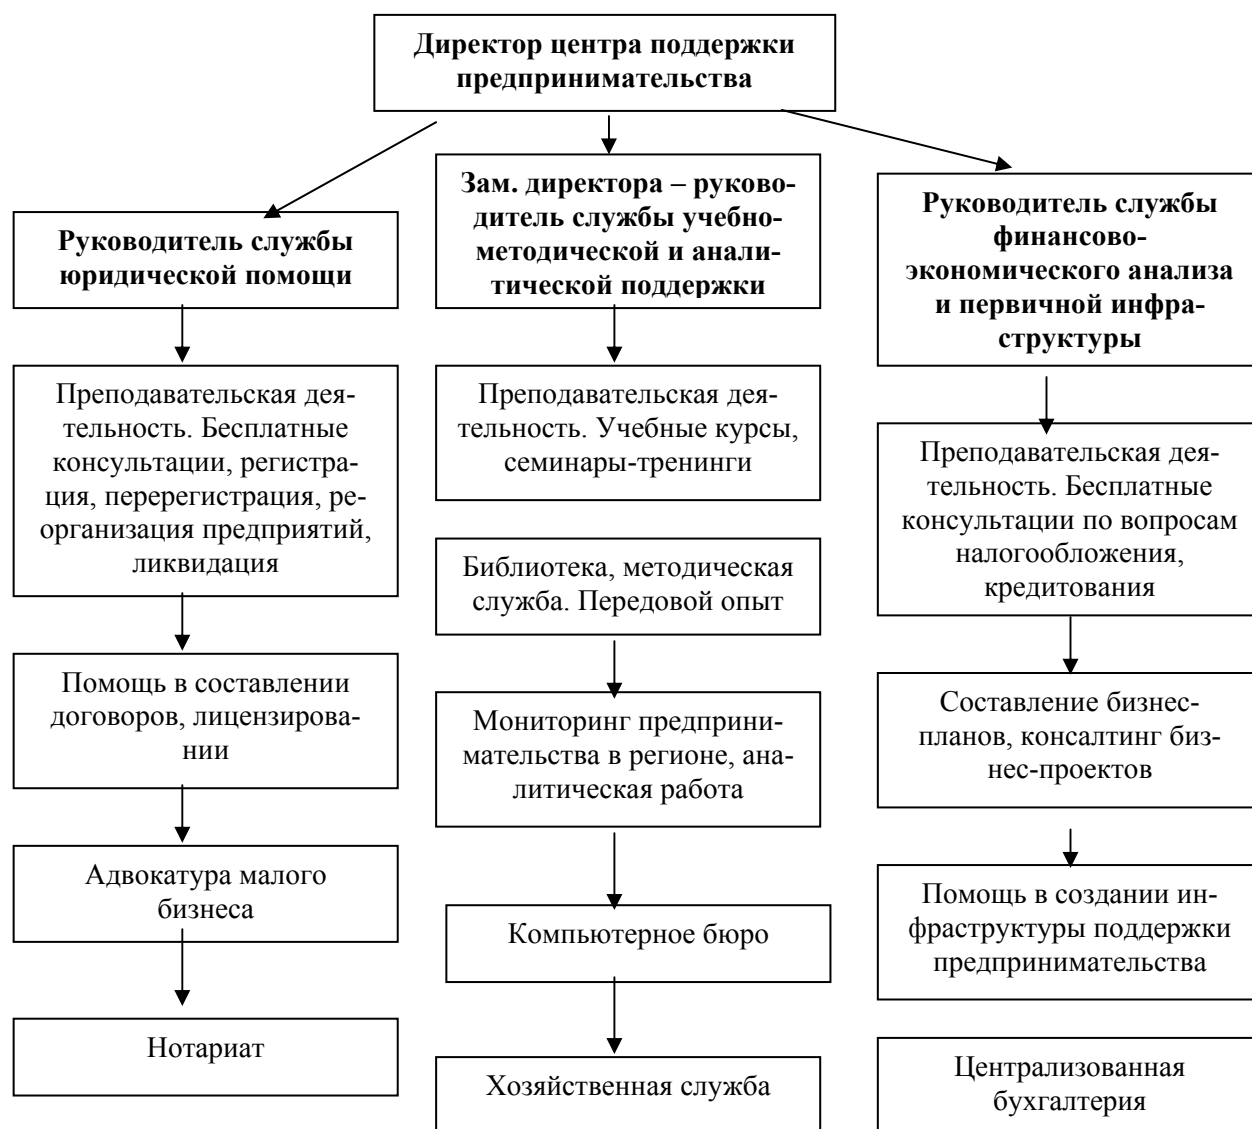 Директор центра поддержки
предпринимательства
Руководитель службы
юридической помощи
Преподавательская дея-
тельность. Бесплатные
консультации, регистра-
ция, перерегистрация, ре-
организация предприятий,
ликвидация
Помощь в составлении
договоров, лицензирова-
нии
Адвокатура малого
бизнеса
Нотариат
Зам. директора – руково-
дитель службы учебно-
методической и анали-
тической поддержки
Преподавательская дея-
тельность. Учебные курсы,
семинары-тренинги
Библиотека, методическая
служба. Передовой опыт
Мониторинг предприни-
мательства в регионе, ана-
литическая работа
Компьютерное бюро
Хозяйственная служба
Руководитель службы
финансово-
экономического анализа
и первичной инфра-
структуры
Преподавательская дея-
тельность. Бесплатные
консультации по вопросам
налогообложения,
кредитования
Составление бизнес-
планов, консалтинг биз-
нес-проектов
Помощь в создании ин-
фраструктуры поддержки
предпринимательства
Централизованная
бухгалтерия